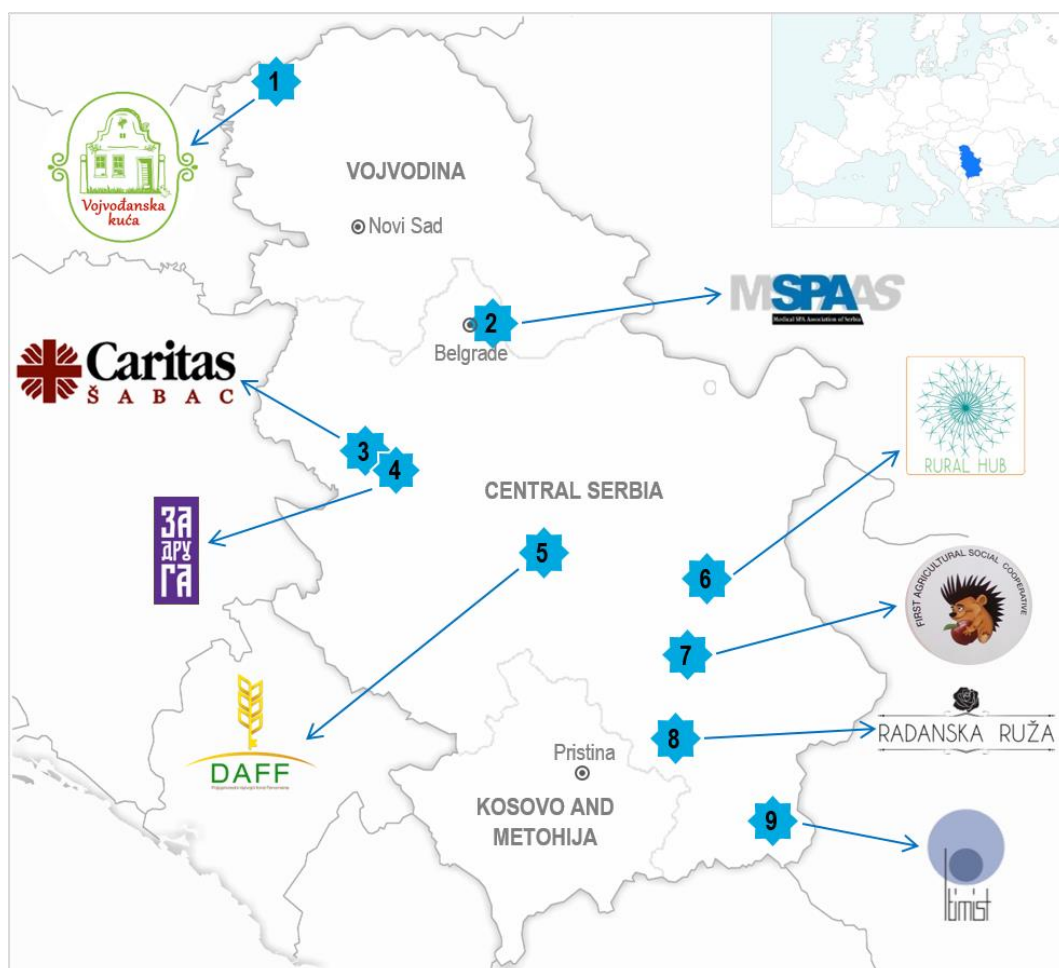 1
VOJVODINA
Vojvođanska
kuća
Novi Sad
MSPAAS
Medical SPA Association of Serbia
2
Belgrade
Caritas
ŠABAC
3
4
RURAL HUB
CENTRAL SERBIA
ЗА
ДРУ
ГА
5
6
FIRST AGRICULTURAL SOCIAL COOPERATIVE
7
DAFF
8
RADANSKA RUŽA
Pristina
KOSOVO AND
METOHIJA
9